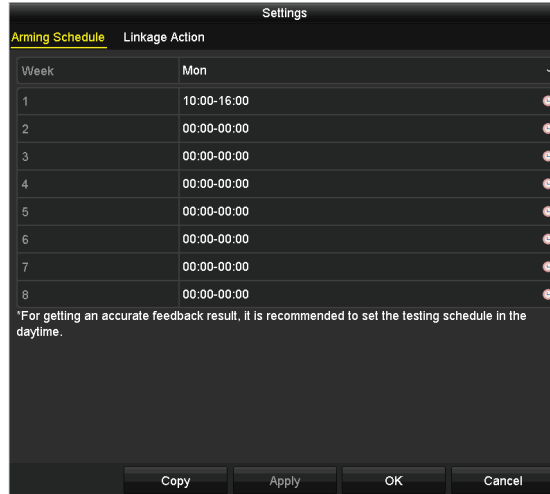 Settings
Arming Schedule Linkage Action
Week Mon
1 10:00-16:00
2 00:00-00:00
3 00:00-00:00
4 00:00-00:00
5 00:00-00:00
6 00:00-00:00
7 00:00-00:00
8 00:00-00:00
*For getting an accurate feedback result, it is recommended to set the testing schedule in the
daytime.
Copy Apply OK Cancel